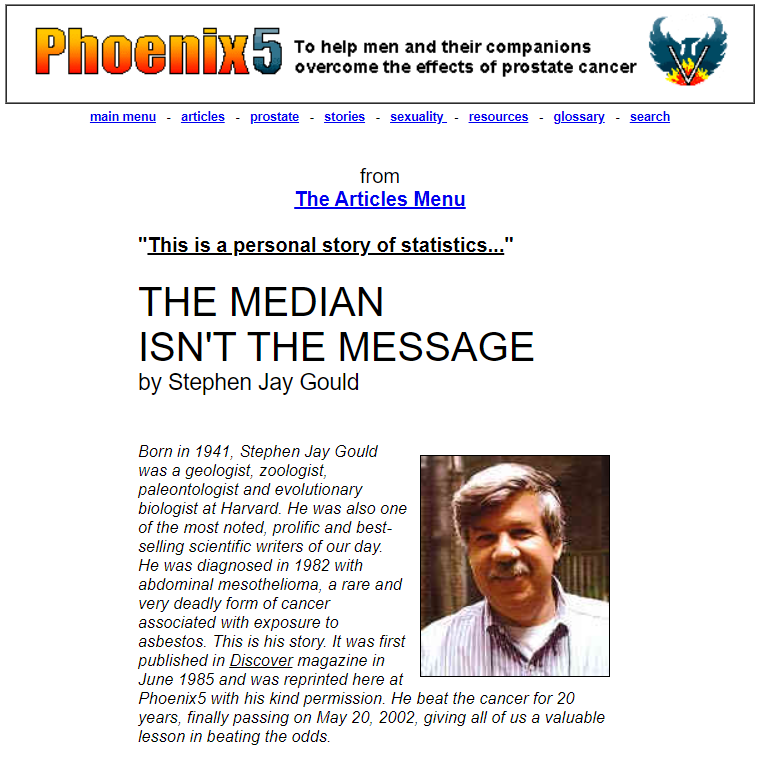 Phoenix5 To help men and their companions
overcome the effects of prostate cancer
main menu - articles - prostate - stories - sexuality - resources - glossary - search
from
The Articles Menu
"This is a personal story of statistics..."
THE MEDIAN
ISN'T THE MESSAGE
by Stephen Jay Gould
Born in 1941, Stephen Jay Gould
was a geologist, zoologist,
paleontologist and evolutionary
biologist at Harvard. He was also one
of the most noted, prolific and best-
selling scientific writers of our day.
He was diagnosed in 1982 with
abdominal mesothelioma, a rare and
very deadly form of cancer
associated with exposure to
asbestos. This is his story. It was first
published in Discover magazine in
June 1985 and was reprinted here at
Phoenix5 with his kind permission. He beat the cancer for 20
years, finally passing on May 20, 2002, giving all of us a valuable
lesson in beating the odds.